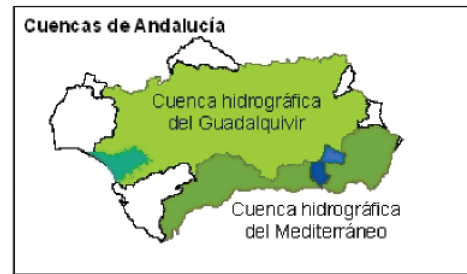 Cuencas de Andalucía
Cuenca hidrográfica
del Guadalquivir
Cuenca hidrográfica
del Mediterráneo